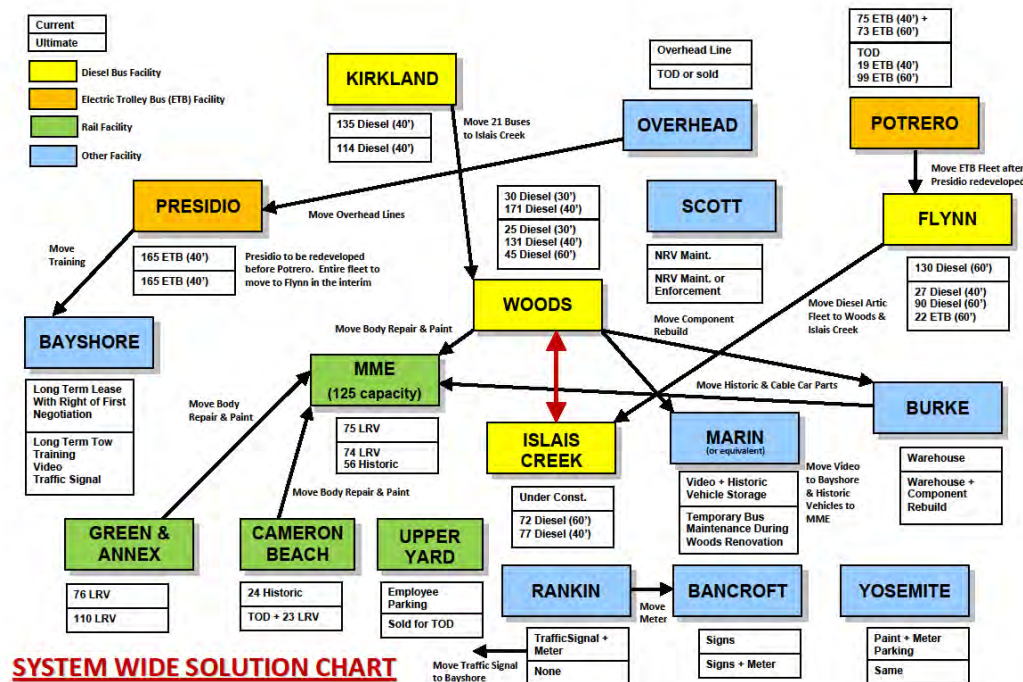 Current
Ultimate
Diesel Bus Facility
Electric Trolley Bus (ETB) Facility
Rail Facility
Other Facility
KIRKLAND
135 Diesel (40')
114 Diesel (40')
Move 21 Buses
to Islais Creek
Overhead Line
TOD or sold
OVERHEAD
75 ETB (40') +
73 ETB (60')
TOD
19 ETB (40')
99 ETB (60')
POTRERO
Move ETB Fleet after
Presidio redeveloped
PRESIDIO
Move Overhead Lines
Move
Training
165 ETB (40')
165 ETB (40')
Presidio to be redeveloped
before Potrero. Entire fleet to
move to Flynn in the interim
30 Diesel (30')
171 Diesel (40')
25 Diesel (30')
131 Diesel (40')
45 Diesel (60')
WOODS
SCOTT
NRV Maint.
NRV Maint. or
Enforcement
FLYNN
130 Diesel (60')
27 Diesel (40')
90 Diesel (60')
22 ETB (60')
Move Diesel Artic
Fleet to Woods &
Islais Creek
BAYSHORE
Long Term Lease
With Right of First
Negotiation
Long Term Tow
Training
Video
Traffic Signal
Move Body Repair & Paint
Move Component
Rebuild
MME
(125 capacity)
75 LRV
74 LRV
56 Historic
Move Body
Repair & Paint
Move Historic & Cable Car Parts
BURKE
Warehouse
Warehouse +
Component
Rebuild
ISLAIS
CREEK
Under Const.
72 Diesel (60')
77 Diesel (40')
MARIN
(or equivalent)
Video + Historic
Vehicle Storage
Temporary Bus
Maintenance During
Woods Renovation
Move Video
to Bayshore
& Historic
Vehicles to
MME
Move Body Repair & Paint
GREEN &
ANNEX
76 LRV
110 LRV
CAMERON
BEACH
24 Historic
TOD + 23 LRV
UPPER
YARD
Employee
Parking
Sold for TOD
RANKIN
TrafficSignal +
Meter
None
Move
Meter
BANCROFT
Signs
Signs + Meter
YOSEMITE
Paint + Meter
Parking
Same
Move Traffic Signal
to Bayshore
SYSTEM WIDE SOLUTION CHART